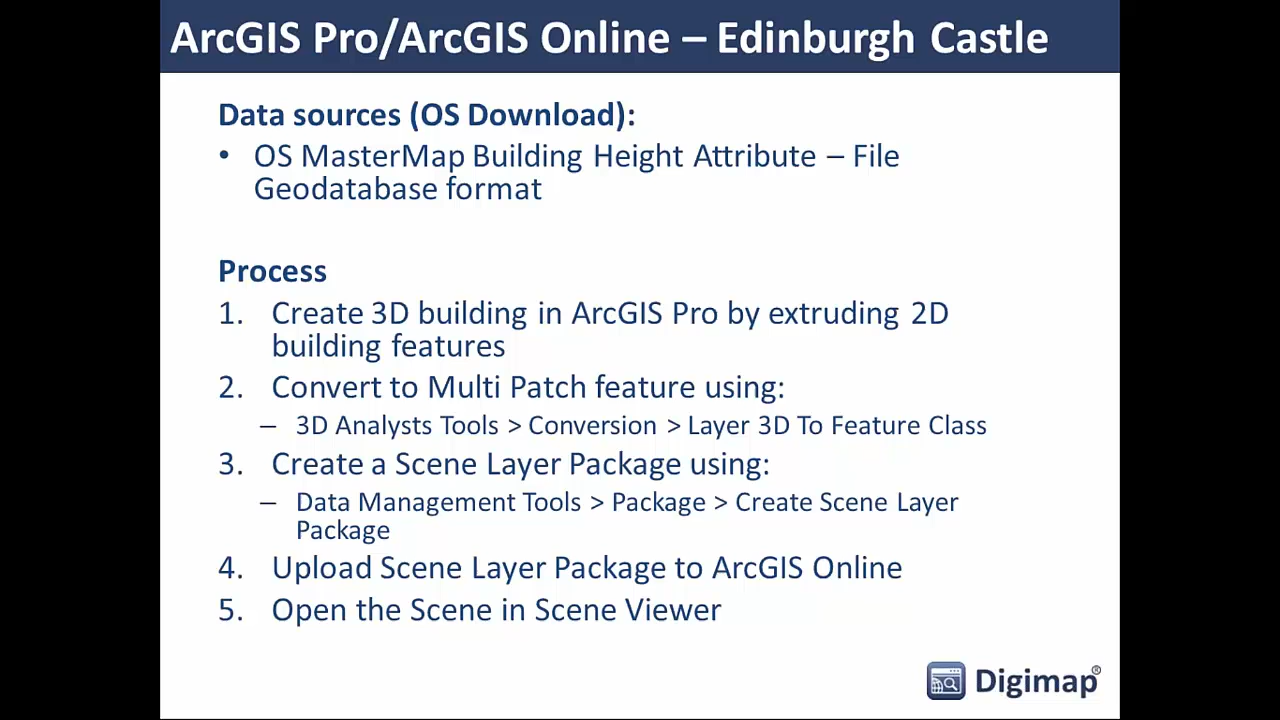 ArcGIS Pro/ArcGIS Online – Edinburgh Castle
Data sources (OS Download):
• OS MasterMap Building Height Attribute – File
Geodatabase format
Process
1. Create 3D building in ArcGIS Pro by extruding 2D
building features
2. Convert to Multi Patch feature using:
– 3D Analysts Tools > Conversion > Layer 3D To Feature Class
3. Create a Scene Layer Package using:
– Data Management Tools > Package > Create Scene Layer
Package
4. Upload Scene Layer Package to ArcGIS Online
5. Open the Scene in Scene Viewer
Digimap®